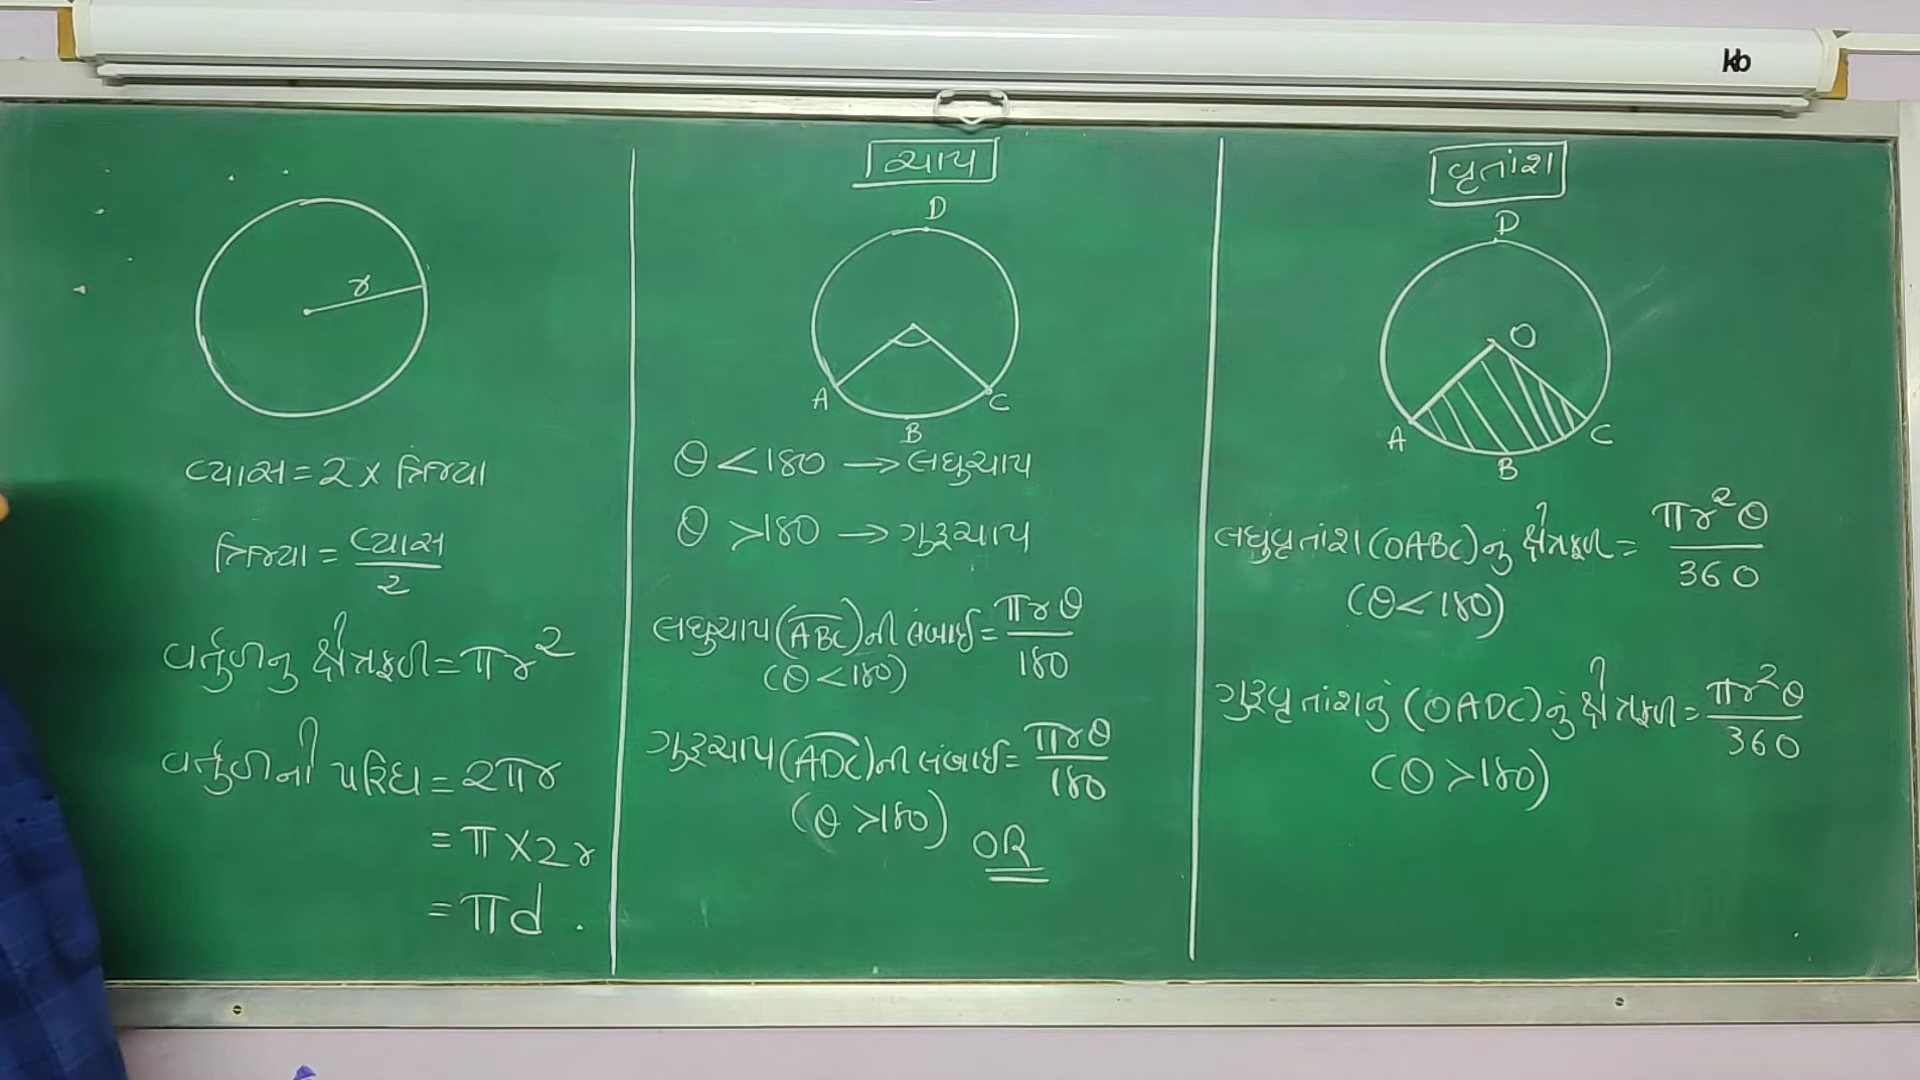 kb
r
વ્યાસ = 2 x ત્રિજ્યા
ત્રિજ્યા = વ્યાસ / 2
વર્તુળનુ ક્ષેત્રફળ = πr²
વર્તુળની પરિઘ = 2πr
= π x 2r
= πd .
ચાપ
D
A
C
B
θ < 180 → લઘુચાપ
θ > 180 → ગુરૂચાપ
લઘુચાપ (ABC) ની લંબાઈ = πrθ / 180
(θ < 180)
ગુરૂચાપ (ADC) ની લંબાઈ = πrθ / 180
(θ > 180)
OR
વૃતાંશ
D
O
A
C
B
લઘુવૃતાંશ (OABC) નુ ક્ષેત્રફળ = πr²θ / 360
(θ < 180)
ગુરૂવૃતાંશનું (OADC) નું ક્ષેત્રફળ = πr²θ / 360
(θ > 180)